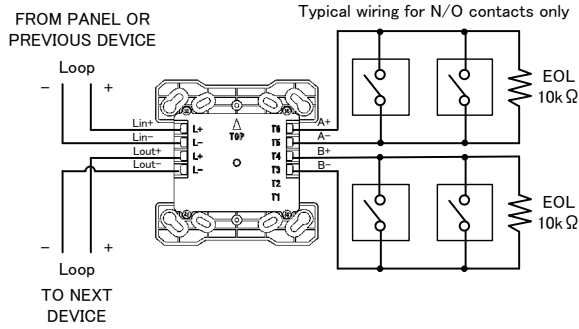 FROM PANEL OR
PREVIOUS DEVICE
Typical wiring for N/O contacts only
Loop
– +
Lin+
Lin-
Lout+
Lout-
L+
L-
L+
L-
TOP
T6
T5
T4
T3
T2
T1
A+
A-
B+
B-
EOL
10kΩ
EOL
10kΩ
– +
Loop
TO NEXT
DEVICE